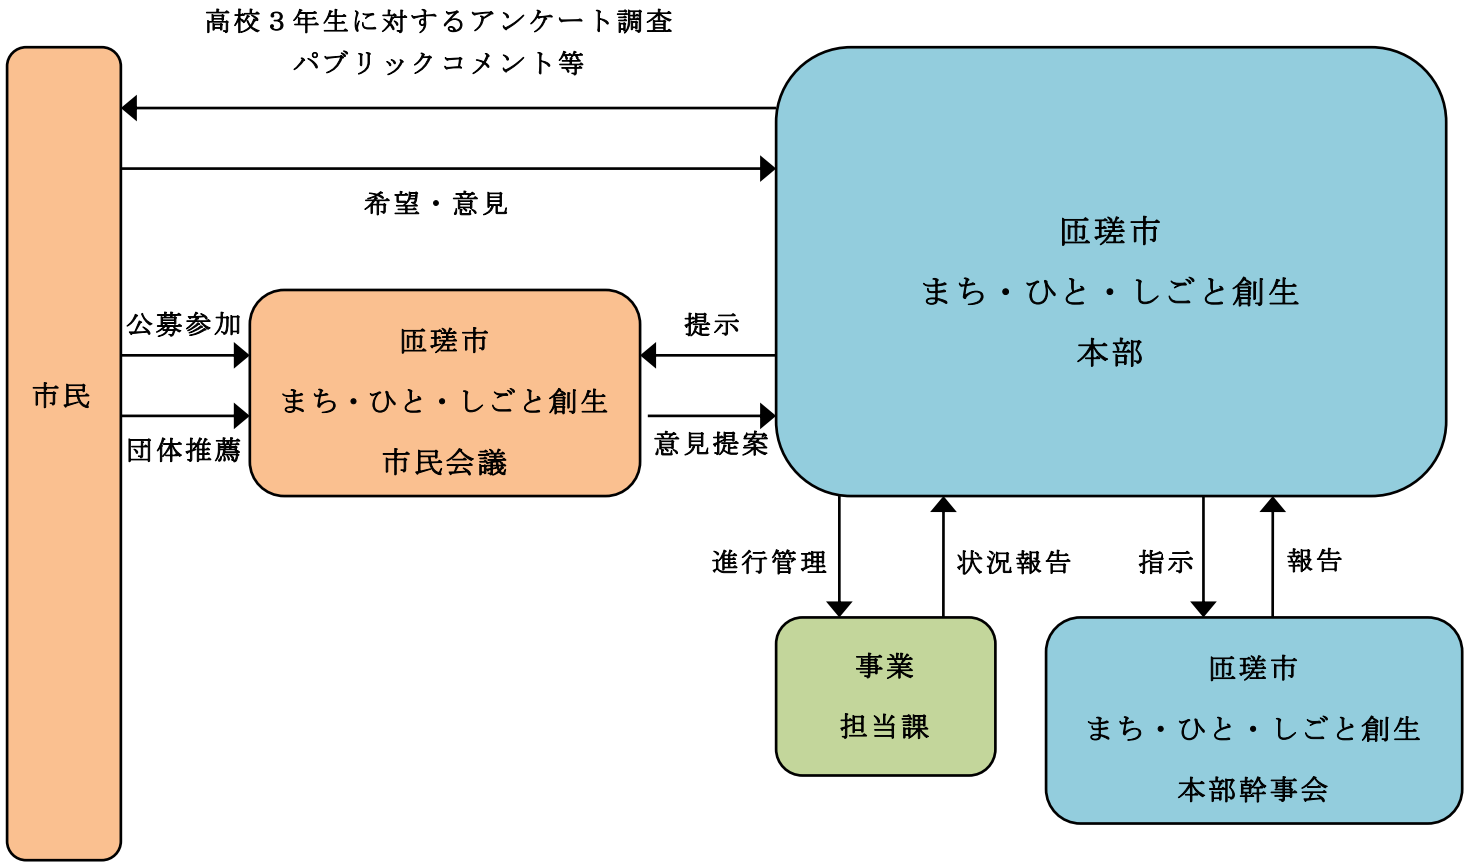 高校３年生に対するアンケート調査
パブリックコメント等
希望・意見
市民
公募参加
団体推薦
匝瑳市
まち・ひと・しごと創生
市民会議
提示
意見提案
匝瑳市
まち・ひと・しごと創生
本部
進行管理
状況報告
指示
報告
事業
担当課
匝瑳市
まち・ひと・しごと創生
本部幹事会